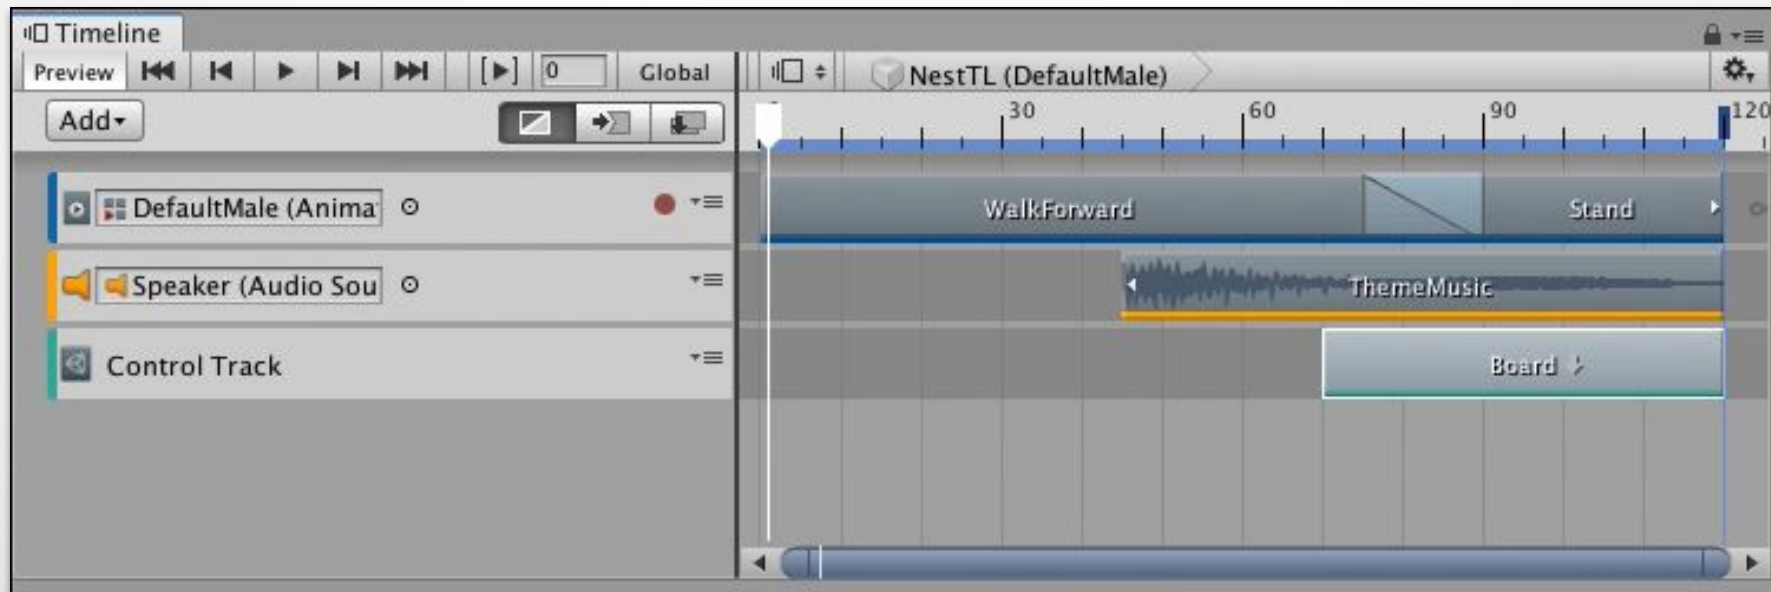 Timeline
Preview 0 Global NestTL (DefaultMale)
Add 30 60 90 120
DefaultMale (Anima WalkForward Stand
Speaker (Audio Sou ThemeMusic
Control Track Board